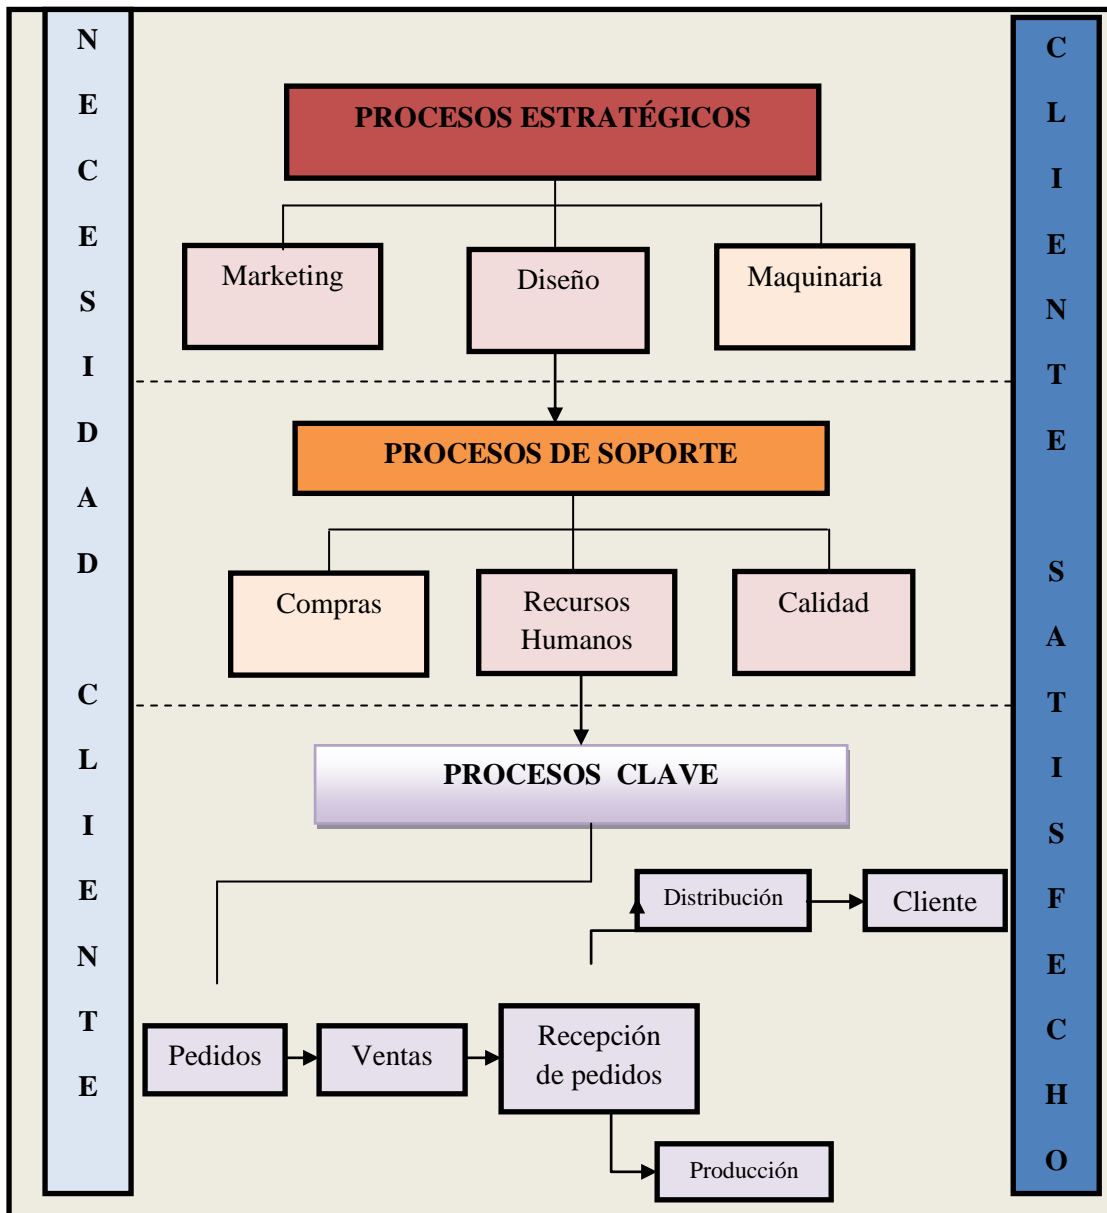 NECESIDAD CLIENTE
PROCESOS ESTRATÉGICOS
Marketing
Diseño
Maquinaria
PROCESOS DE SOPORTE
Compras
Recursos
Humanos
Calidad
PROCESOS CLAVE
Distribución
Cliente
Pedidos
Ventas
Recepción
de pedidos
Producción
CLIENTE SATISFECHO